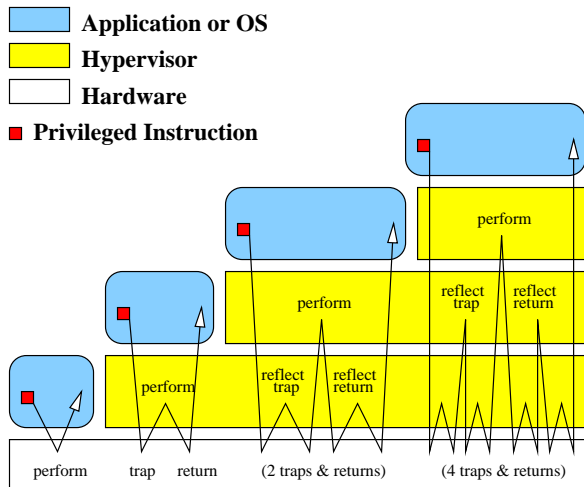 Application or OS
Hypervisor
Hardware
Privileged Instruction
perform
perform
reflect
trap
reflect
return
perform
reflect
trap
reflect
return
perform
trap
return
(2 traps & returns)
(4 traps & returns)